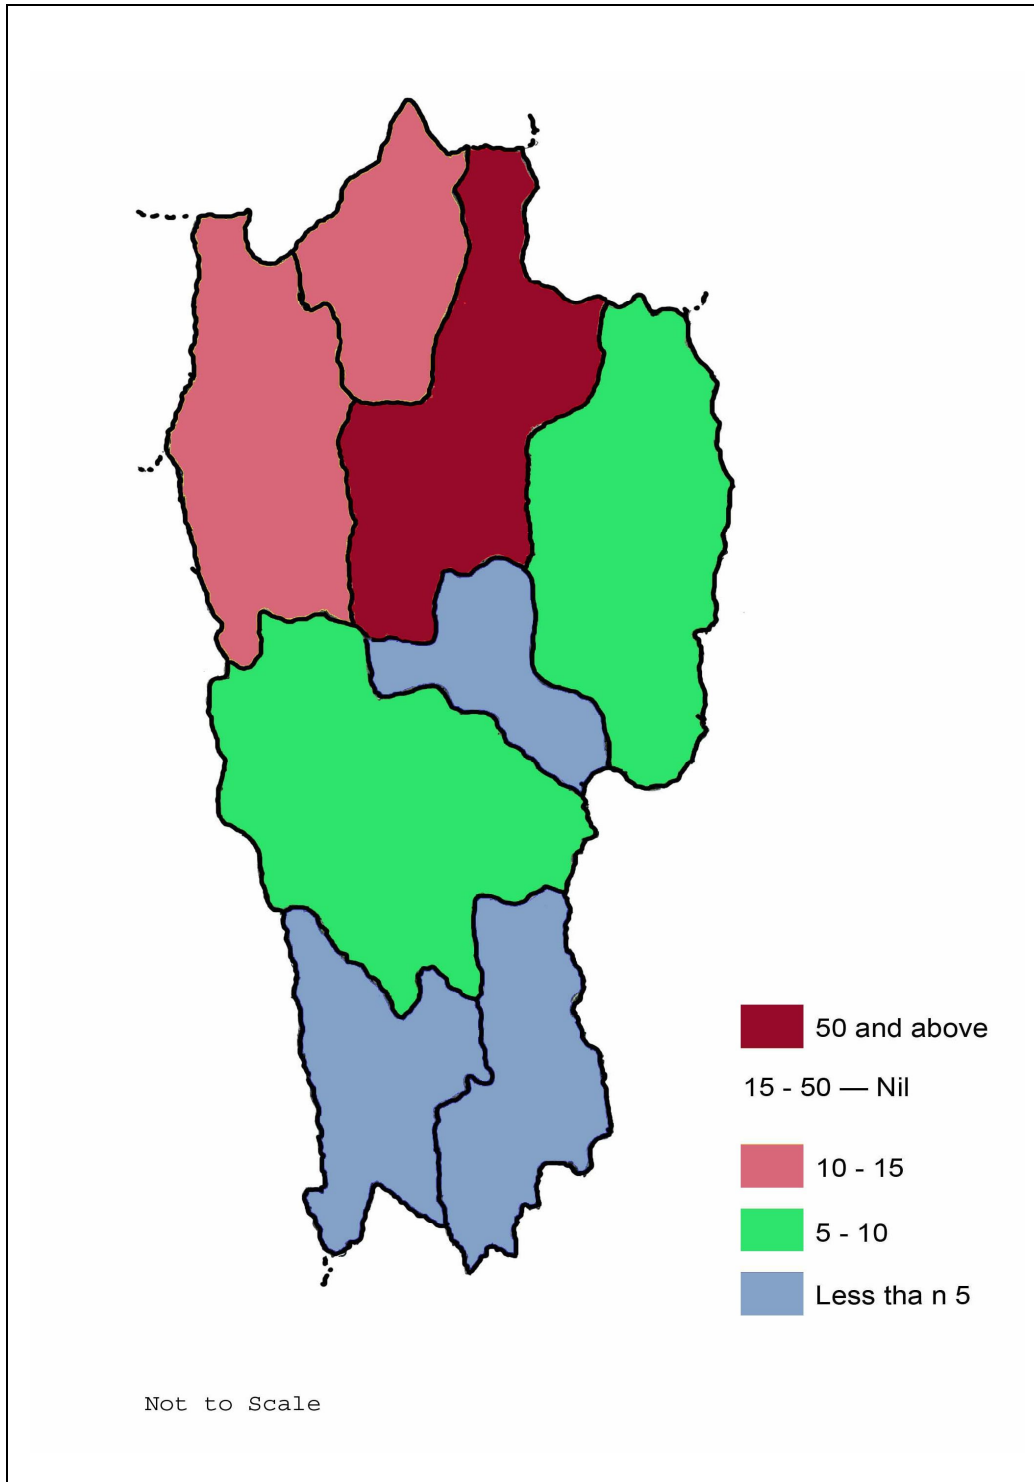 50 and above
15 - 50 — Nil
10 - 15
5 - 10
Less tha n 5
Not to Scale